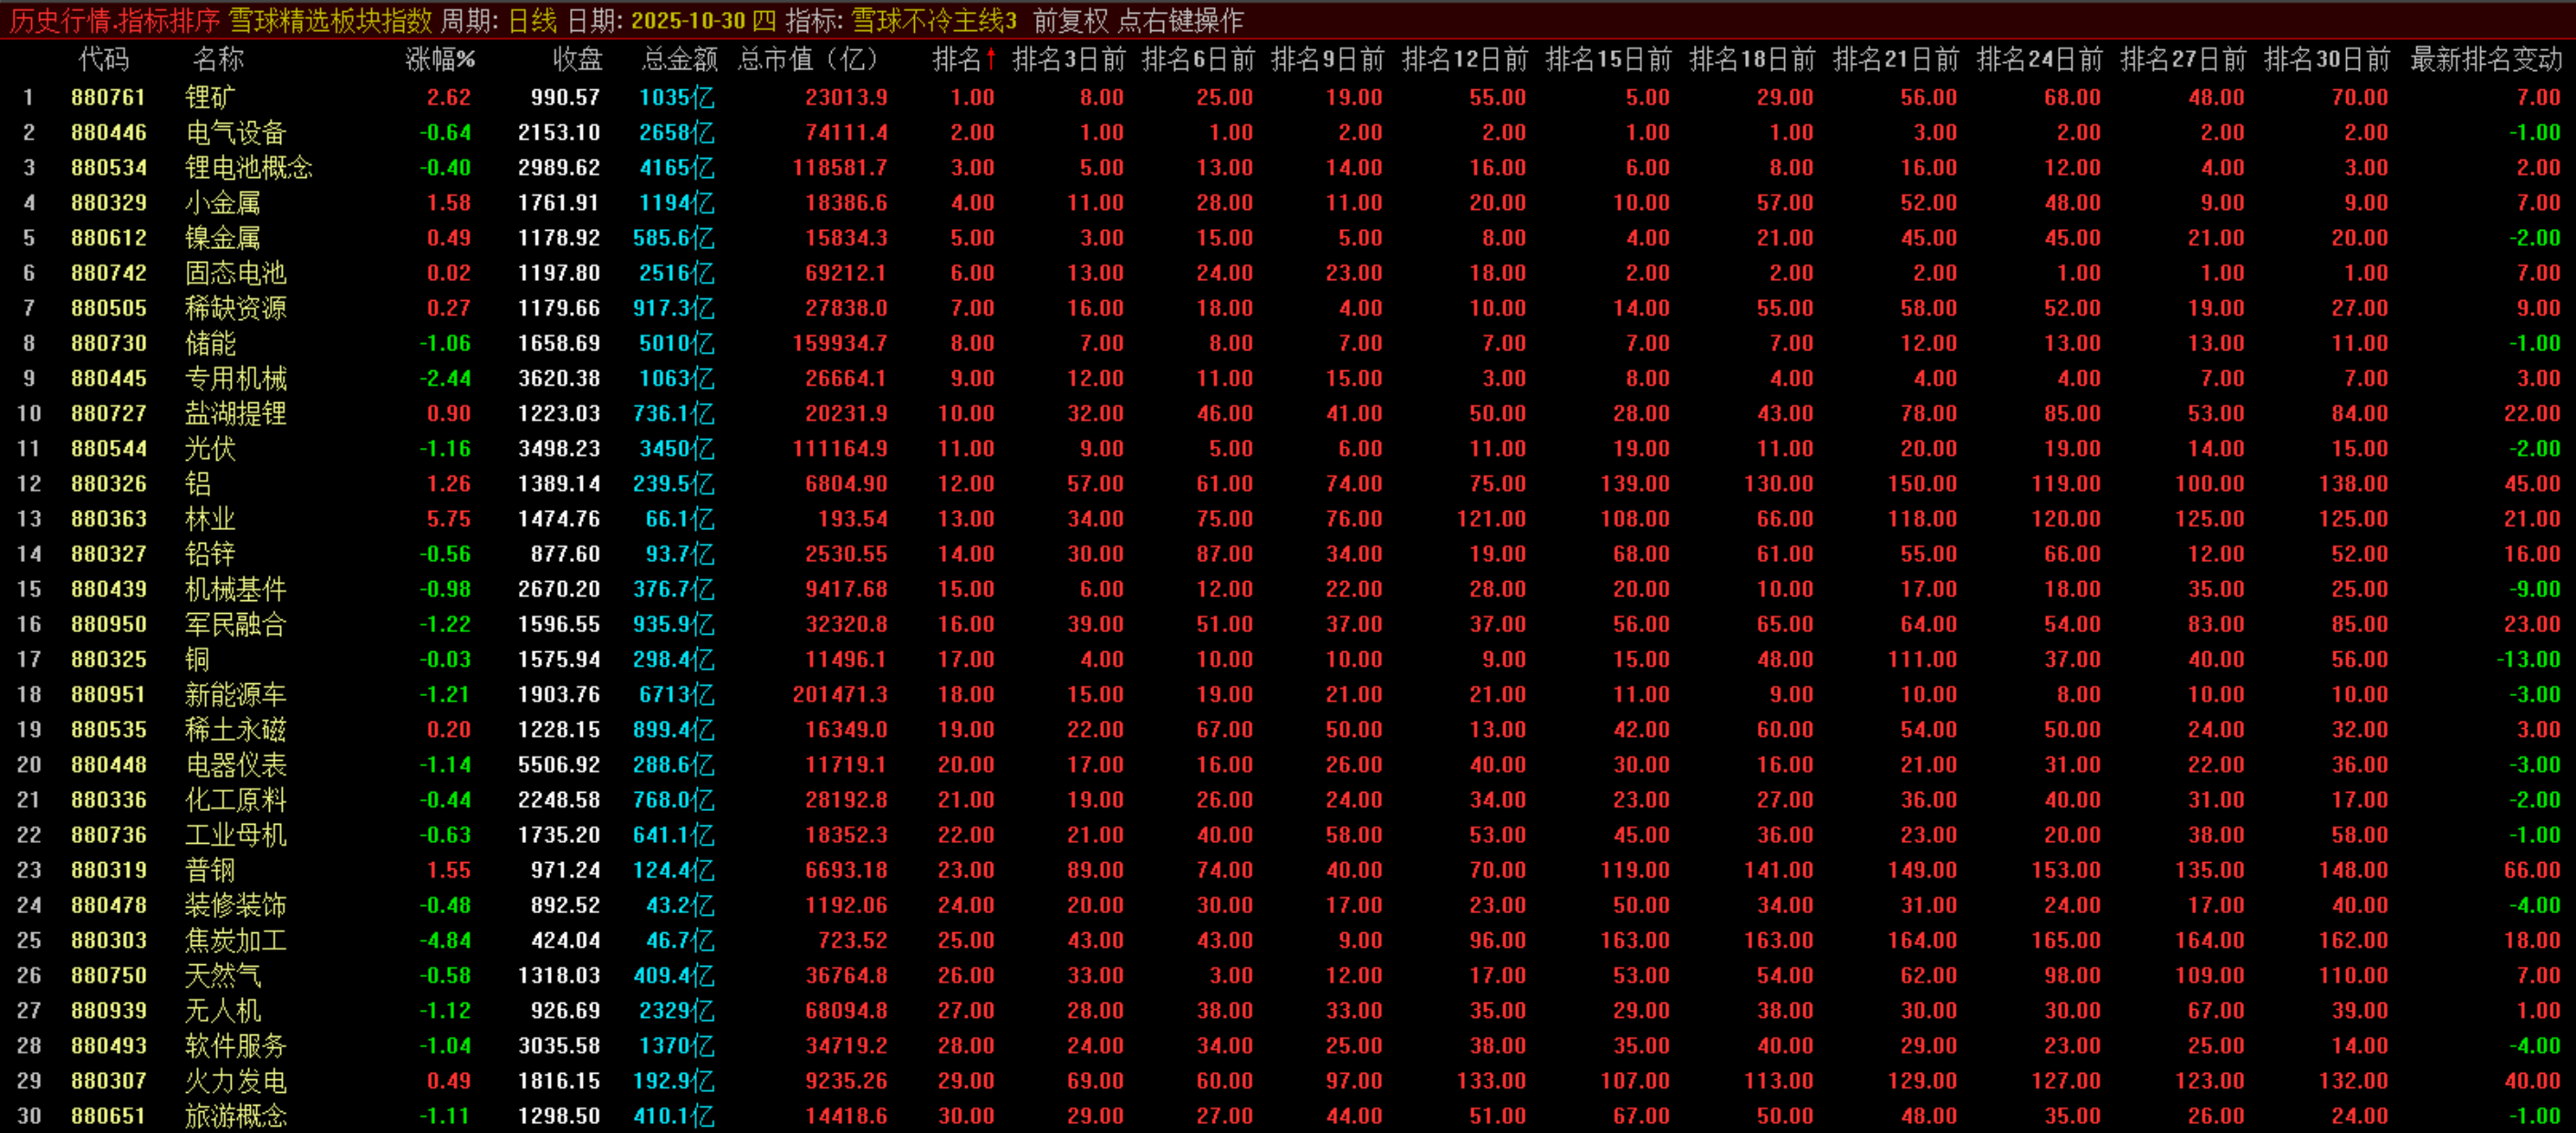 历史行情.指标排序 雪球精选板块指数 周期: 日线 日期: 2025-10-30 四 指标: 雪球不冷主线3 前复权 点右键操作
代码 名称 涨幅% 收盘 总金额 总市值（亿） 排名↑ 排名3日前 排名6日前 排名9日前 排名12日前 排名15日前 排名18日前 排名21日前 排名24日前 排名27日前 排名30日前 最新排名变动
1 880761 锂矿 2.62 990.57 1035亿 23013.9 1.00 8.00 25.00 19.00 55.00 5.00 29.00 56.00 68.00 48.00 70.00 7.00
2 880446 电气设备 -0.64 2153.10 2658亿 74111.4 2.00 1.00 1.00 2.00 2.00 1.00 1.00 3.00 2.00 2.00 2.00 -1.00
3 880534 锂电池概念 -0.40 2989.62 4165亿 118581.7 3.00 5.00 13.00 14.00 16.00 6.00 8.00 16.00 12.00 4.00 3.00 2.00
4 880329 小金属 1.58 1761.91 1194亿 18386.6 4.00 11.00 28.00 11.00 20.00 10.00 57.00 52.00 48.00 9.00 9.00 7.00
5 880612 镍金属 0.49 1178.92 585.6亿 15834.3 5.00 3.00 15.00 5.00 8.00 4.00 21.00 45.00 45.00 21.00 20.00 -2.00
6 880742 固态电池 0.02 1197.80 2516亿 69212.1 6.00 13.00 24.00 23.00 18.00 2.00 2.00 2.00 1.00 1.00 1.00 7.00
7 880505 稀缺资源 0.27 1179.66 917.3亿 27838.0 7.00 16.00 18.00 4.00 10.00 14.00 55.00 58.00 52.00 19.00 27.00 9.00
8 880730 储能 -1.06 1658.69 5010亿 159934.7 8.00 7.00 8.00 7.00 7.00 7.00 7.00 12.00 13.00 13.00 11.00 -1.00
9 880445 专用机械 -2.44 3620.38 1063亿 26664.1 9.00 12.00 11.00 15.00 3.00 8.00 4.00 4.00 4.00 7.00 7.00 3.00
10 880727 盐湖提锂 0.90 1223.03 736.1亿 20231.9 10.00 32.00 46.00 41.00 50.00 28.00 43.00 78.00 85.00 53.00 84.00 22.00
11 880544 光伏 -1.16 3498.23 3450亿 111164.9 11.00 9.00 5.00 6.00 11.00 19.00 11.00 20.00 19.00 14.00 15.00 -2.00
12 880326 铝 1.26 1389.14 239.5亿 6804.90 12.00 57.00 61.00 74.00 75.00 139.00 130.00 150.00 119.00 100.00 138.00 45.00
13 880363 林业 5.75 1474.76 66.1亿 193.54 13.00 34.00 75.00 76.00 121.00 108.00 66.00 118.00 120.00 125.00 125.00 21.00
14 880327 铅锌 -0.56 877.60 93.7亿 2530.55 14.00 30.00 87.00 34.00 19.00 68.00 61.00 55.00 66.00 12.00 52.00 16.00
15 880439 机械基件 -0.98 2670.20 376.7亿 9417.68 15.00 6.00 12.00 22.00 28.00 20.00 10.00 17.00 18.00 35.00 25.00 -9.00
16 880950 军民融合 -1.22 1596.55 935.9亿 32320.8 16.00 39.00 51.00 37.00 37.00 56.00 65.00 64.00 54.00 83.00 85.00 23.00
17 880325 铜 -0.03 1575.94 298.4亿 11496.1 17.00 4.00 10.00 10.00 9.00 15.00 48.00 111.00 37.00 40.00 56.00 -13.00
18 880951 新能源车 -1.21 1903.76 6713亿 201471.3 18.00 15.00 19.00 21.00 21.00 11.00 9.00 10.00 8.00 10.00 10.00 -3.00
19 880535 稀土永磁 0.20 1228.15 899.4亿 16349.0 19.00 22.00 67.00 50.00 13.00 42.00 60.00 54.00 50.00 24.00 32.00 3.00
20 880448 电器仪表 -1.14 5506.92 288.6亿 11719.1 20.00 17.00 16.00 26.00 40.00 30.00 16.00 21.00 31.00 22.00 36.00 -3.00
21 880336 化工原料 -0.44 2248.58 768.0亿 28192.8 21.00 19.00 26.00 24.00 34.00 23.00 27.00 36.00 40.00 31.00 17.00 -2.00
22 880736 工业母机 -0.63 1735.20 641.1亿 18352.3 22.00 21.00 40.00 58.00 53.00 45.00 36.00 23.00 20.00 38.00 58.00 -1.00
23 880319 普钢 1.55 971.24 124.4亿 6693.18 23.00 89.00 74.00 40.00 70.00 119.00 141.00 149.00 153.00 135.00 148.00 66.00
24 880478 装修装饰 -0.48 892.52 43.2亿 1192.06 24.00 20.00 30.00 17.00 23.00 50.00 34.00 31.00 24.00 17.00 40.00 -4.00
25 880303 焦炭加工 -4.84 424.04 46.7亿 723.52 25.00 43.00 43.00 9.00 96.00 163.00 163.00 164.00 165.00 164.00 162.00 18.00
26 880750 天然气 -0.58 1318.03 409.4亿 36764.8 26.00 33.00 3.00 12.00 17.00 53.00 54.00 62.00 98.00 109.00 110.00 7.00
27 880939 无人机 -1.12 926.69 2329亿 68094.8 27.00 28.00 38.00 33.00 35.00 29.00 38.00 30.00 30.00 67.00 39.00 1.00
28 880493 软件服务 -1.04 3035.58 1370亿 34719.2 28.00 24.00 34.00 25.00 38.00 35.00 40.00 29.00 23.00 25.00 14.00 -4.00
29 880307 火力发电 0.49 1816.15 192.9亿 9235.26 29.00 69.00 60.00 97.00 133.00 107.00 113.00 129.00 127.00 123.00 132.00 40.00
30 880651 旅游概念 -1.11 1298.50 410.1亿 14418.6 30.00 29.00 27.00 44.00 51.00 67.00 50.00 48.00 35.00 26.00 24.00 -1.00